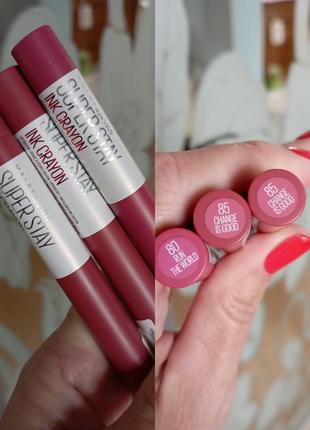 SUPER STAY
INK CRAYON
SUPER STAY
INK CRAYON
MAYBELLINE
SUPER STAY
80
RUN
THE WORLD
85
CHANGE
IS GOOD
85
CHANGE
IS GOOD